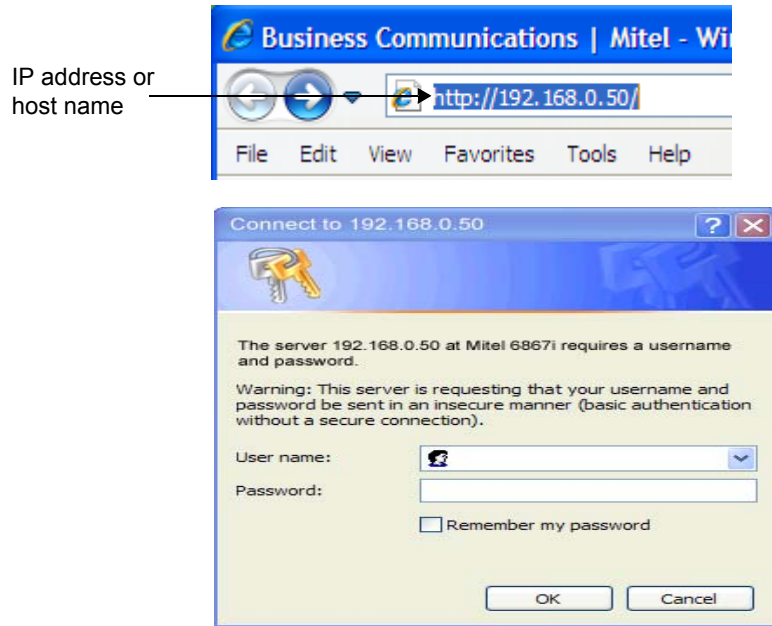 Business Communications | Mitel - Wi
IP address or
host name
http://192.168.0.50/
File Edit View Favorites Tools Help
Connect to 192.168.0.50
The server 192.168.0.50 at Mitel 6867i requires a username
and password.
Warning: This server is requesting that your username and
password be sent in an insecure manner (basic authentication
without a secure connection).
User name:
Password:
Remember my password
OK Cancel